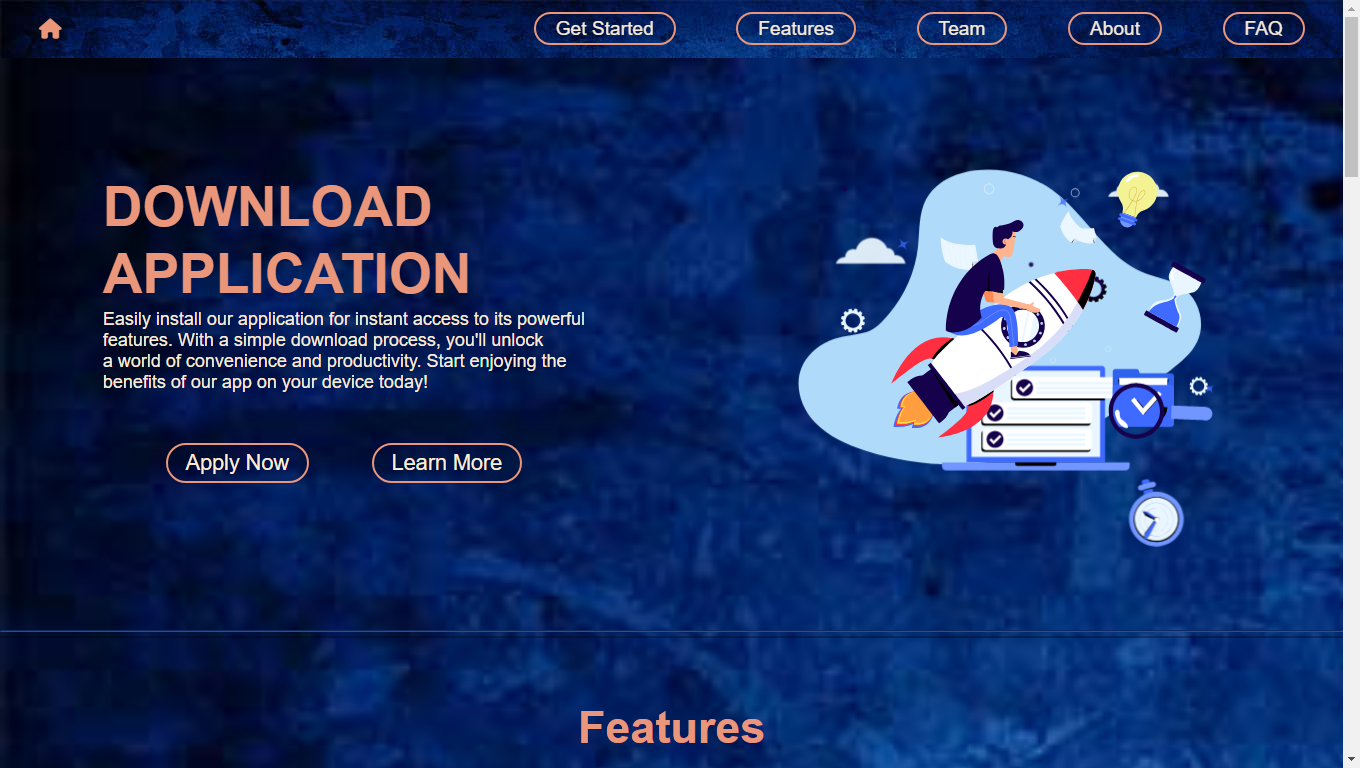 Get Started
Features
Team
About
FAQ
DOWNLOAD
APPLICATION
Easily install our application for instant access to its powerful
features. With a simple download process, you'll unlock
a world of convenience and productivity. Start enjoying the
benefits of our app on your device today!
Apply Now
Learn More
Features